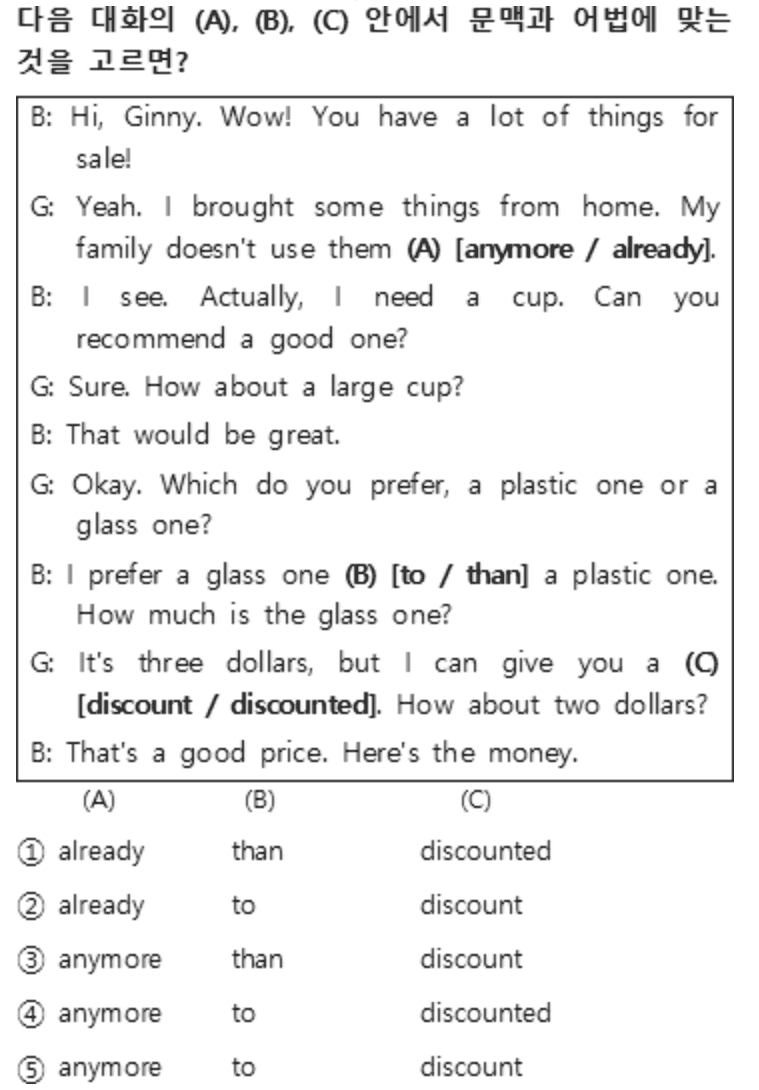 다음 대화의 (A), (B), (C) 안에서 문맥과 어법에 맞는
것을 고르면?
B: Hi, Ginny. Wow! You have a lot of things for
sale!
G: Yeah. I brought some things from home. My
family doesn't use them (A) [anymore / already].
B: I see. Actually, I need a cup. Can you
recommend a good one?
G: Sure. How about a large cup?
B: That would be great.
G: Okay. Which do you prefer, a plastic one or a
glass one?
B: I prefer a glass one (B) [to / than] a plastic one.
How much is the glass one?
G: It's three dollars, but I can give you a (C)
[discount / discounted]. How about two dollars?
B: That's a good price. Here's the money.
(A) (B) (C)
① already than discounted
② already to discount
③ anymore than discount
④ anymore to discounted
⑤ anymore to discount